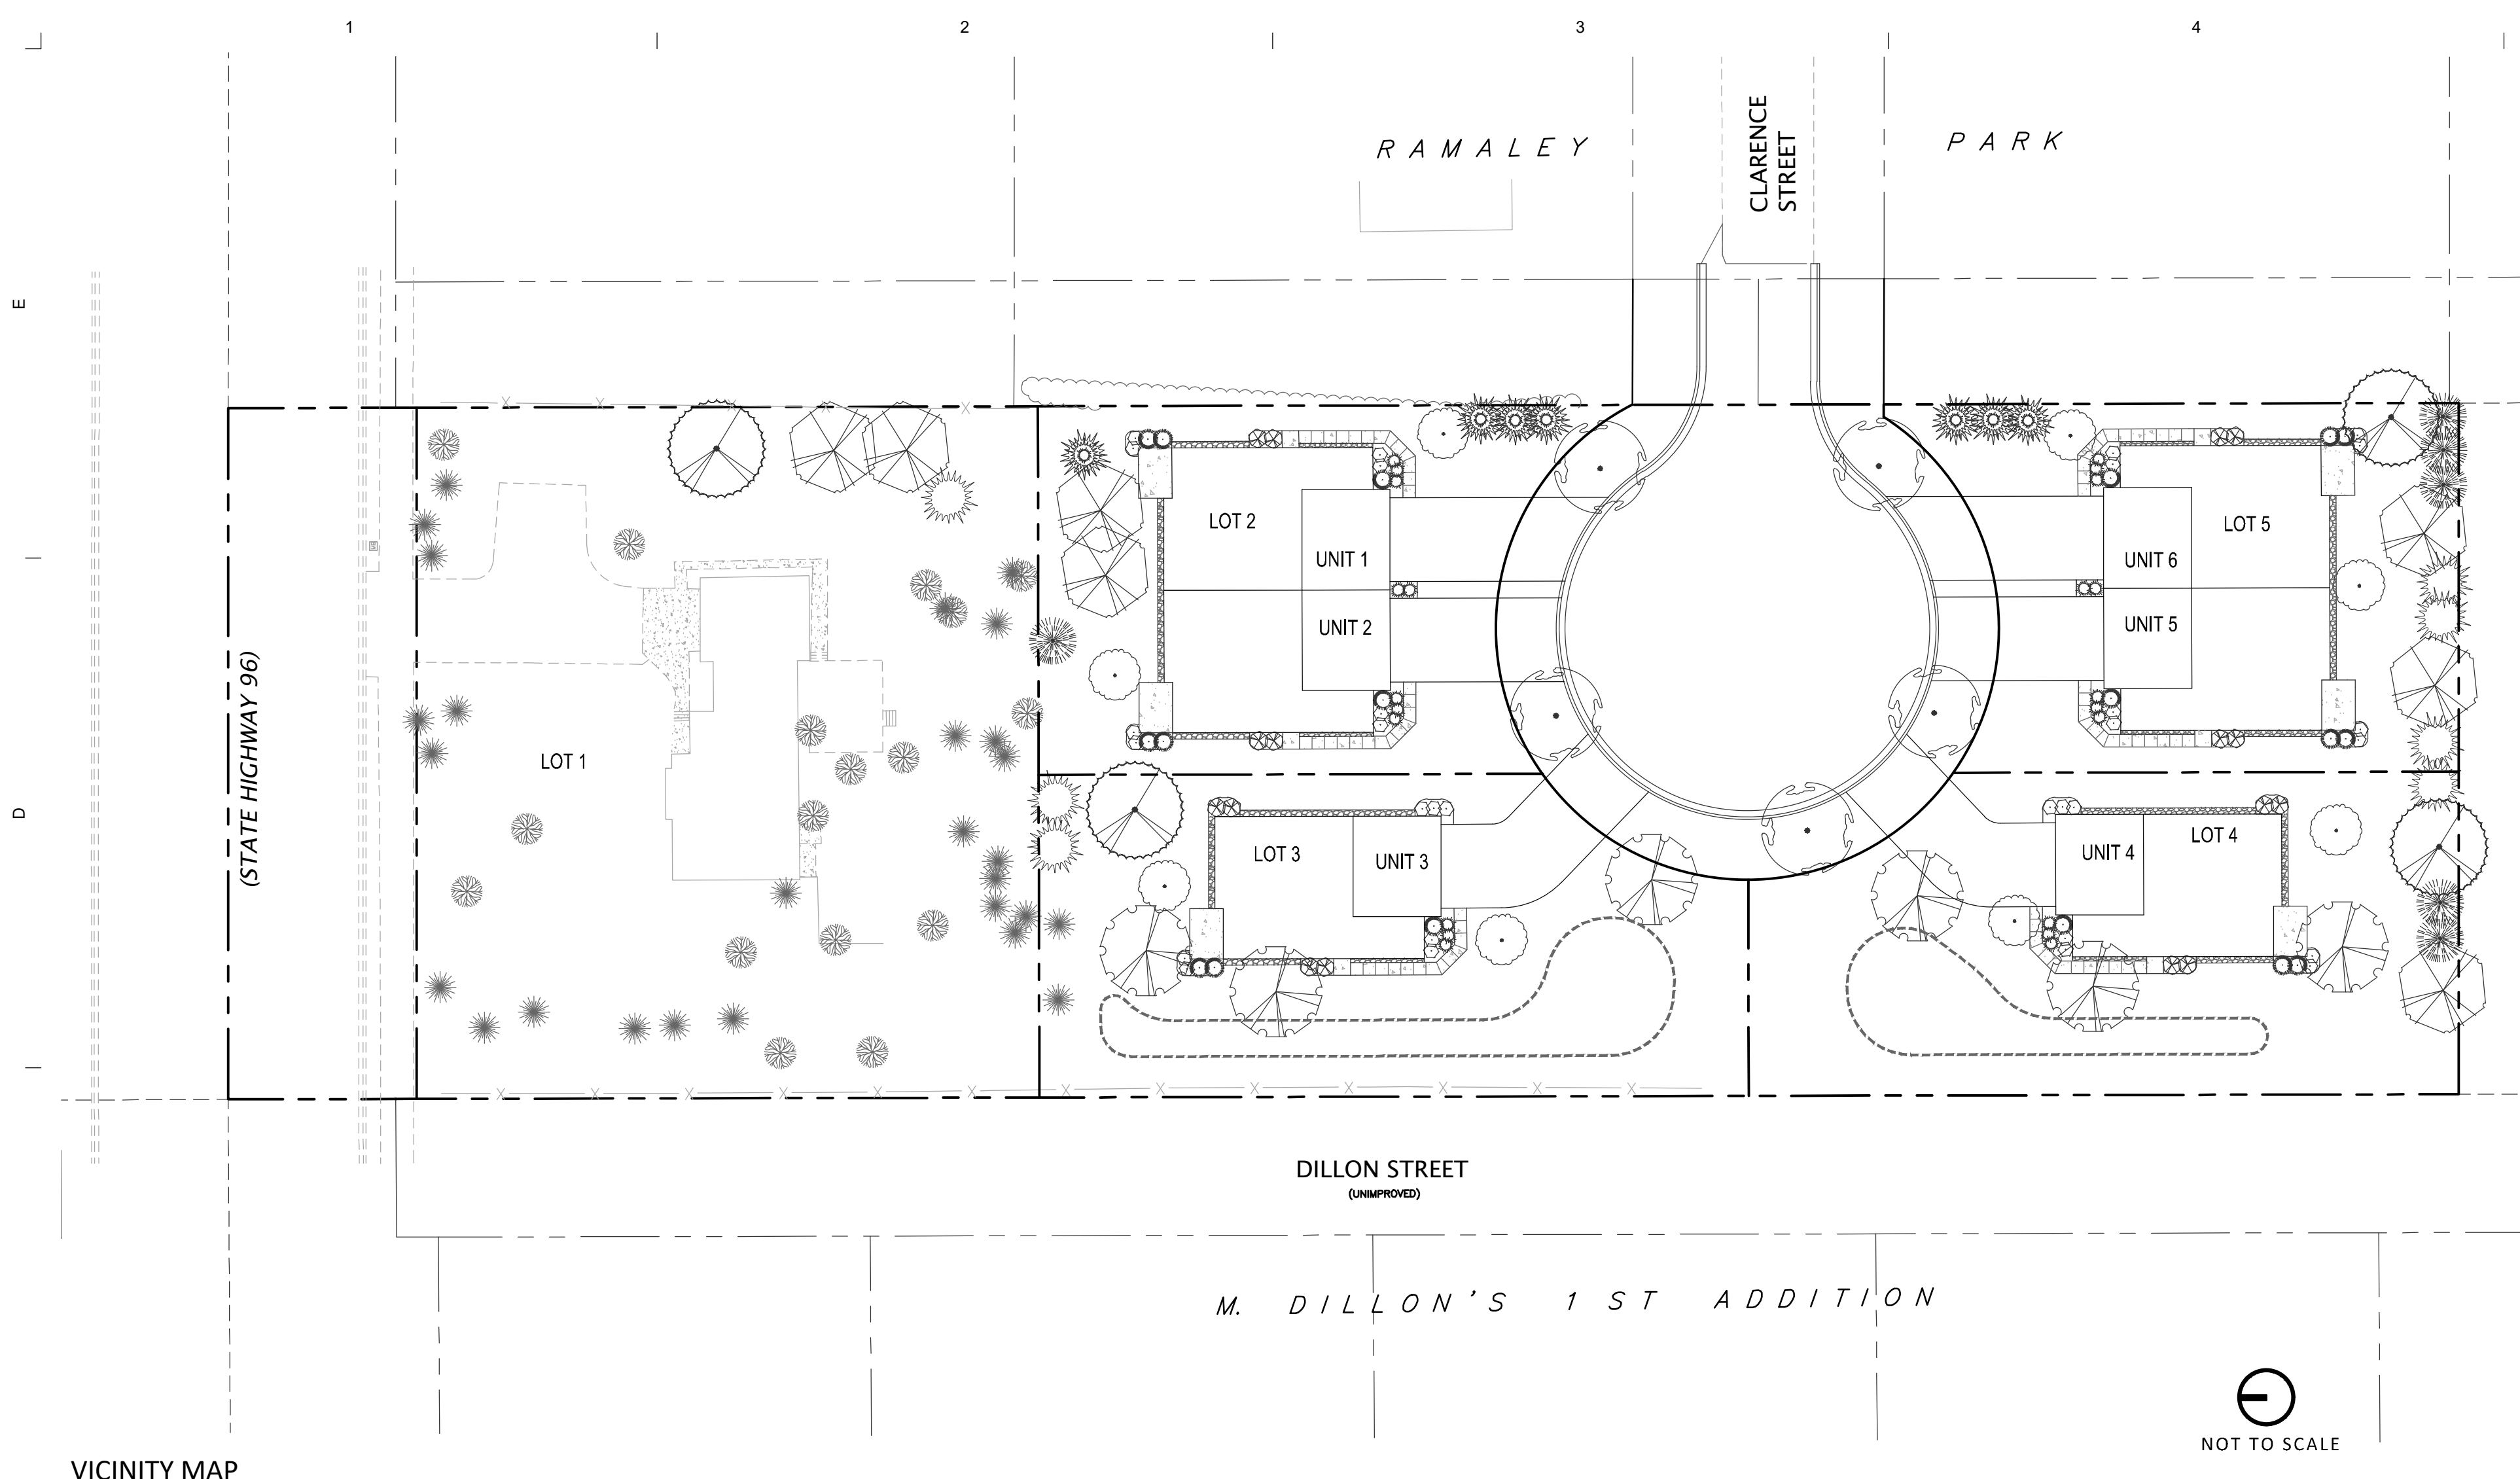 1 2 3 4
CLARENCE
STREET
RAMALEY PARK
E
LOT 2
LOT 5
UNIT 1
UNIT 6
UNIT 2
UNIT 5
(STATE HIGHWAY 96)
LOT 1
D
LOT 3
UNIT 3
UNIT 4
LOT 4
DILLON STREET
(UNIMPROVED)
M. DILLON'S 1ST ADDITION
NOT TO SCALE
VICINITY MAP